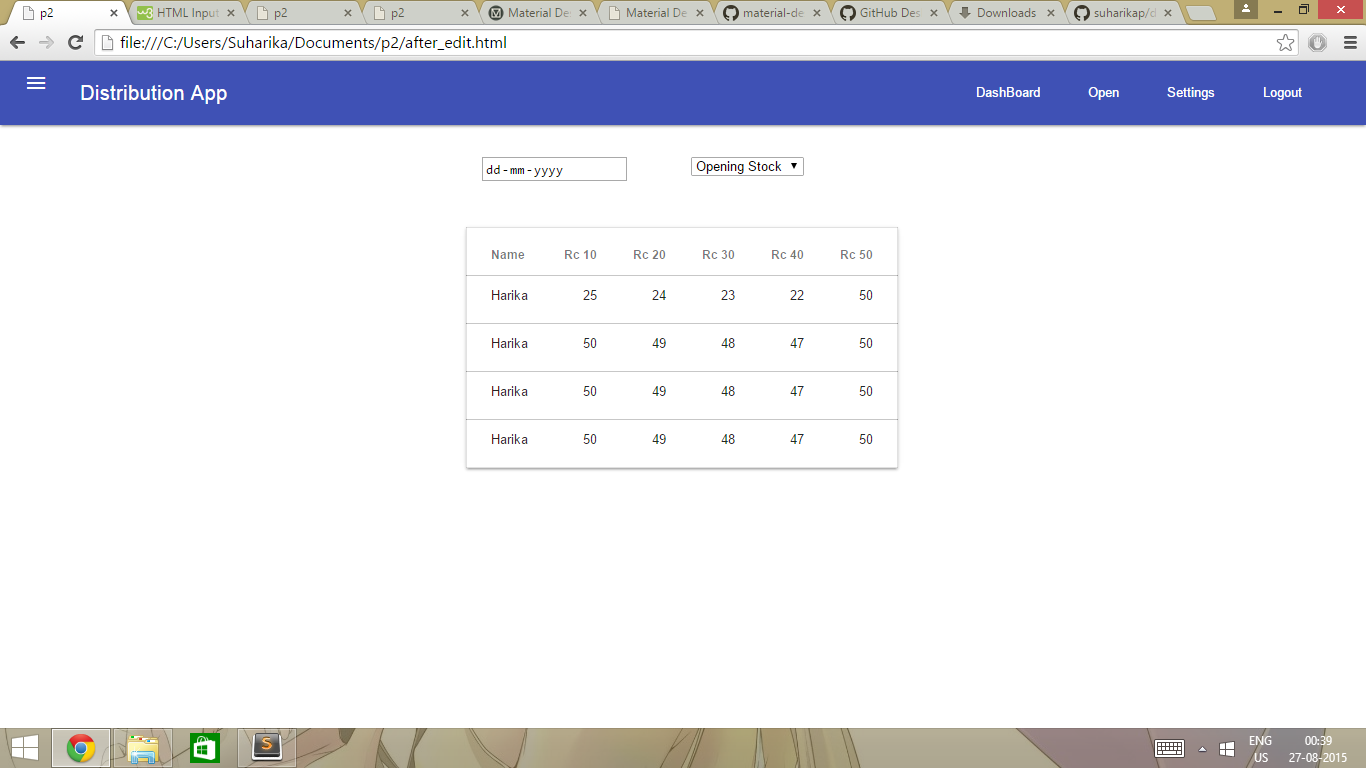 p2 HTML Input p2 p2 Material De Material De material-de GitHub Des Downloads suharikap/d
file:///C:/Users/Suharika/Documents/p2/after_edit.html
Distribution App DashBoard Open Settings Logout
dd-mm-yyyy Opening Stock
Name Rc 10 Rc 20 Rc 30 Rc 40 Rc 50
Harika 25 24 23 22 50
Harika 50 49 48 47 50
Harika 50 49 48 47 50
Harika 50 49 48 47 50
ENG 00:39
US 27-08-2015